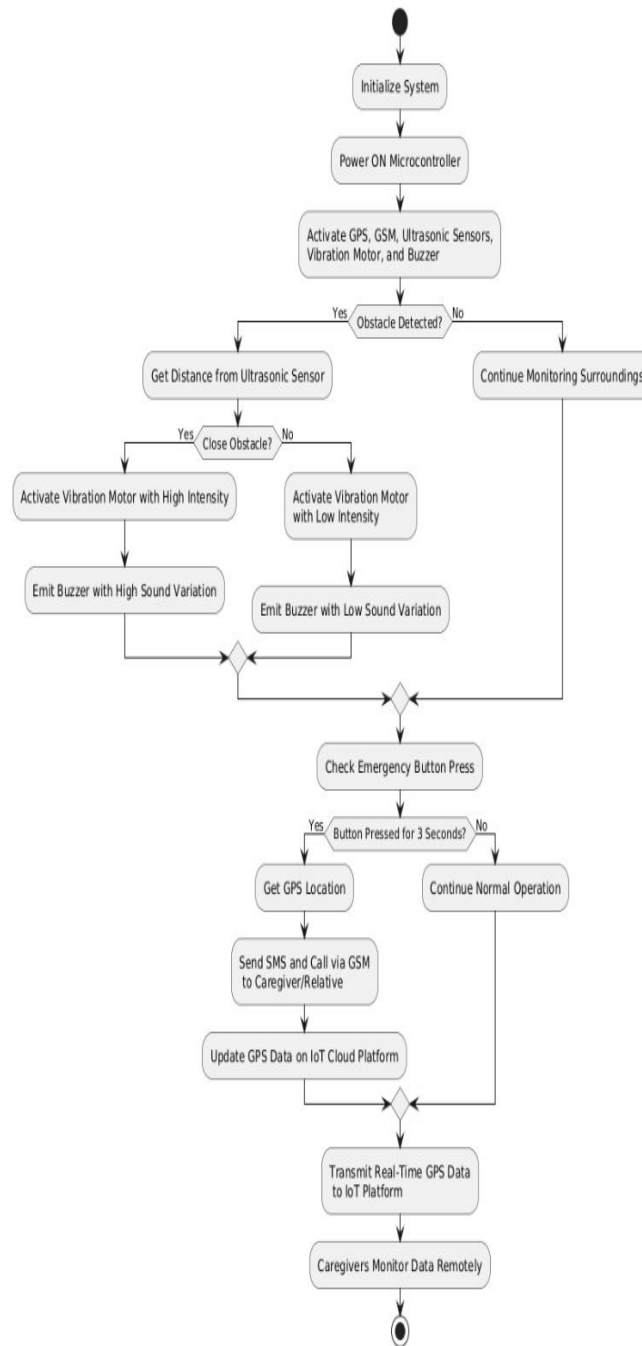 Initialize System
Power ON Microcontroller
Activate GPS, GSM, Ultrasonic Sensors,
Vibration Motor, and Buzzer
Yes
Obstacle Detected?
No
Get Distance from Ultrasonic Sensor
Continue Monitoring Surroundings
Yes
Close Obstacle?
No
Activate Vibration Motor with High Intensity
Activate Vibration Motor
with Low Intensity
Emit Buzzer with High Sound Variation
Emit Buzzer with Low Sound Variation
Check Emergency Button Press
Yes
Button Pressed for 3 Seconds?
No
Get GPS Location
Continue Normal Operation
Send SMS and Call via GSM
to Caregiver/Relative
Update GPS Data on IoT Cloud Platform
Transmit Real-Time GPS Data
to IoT Platform
Caregivers Monitor Data Remotely